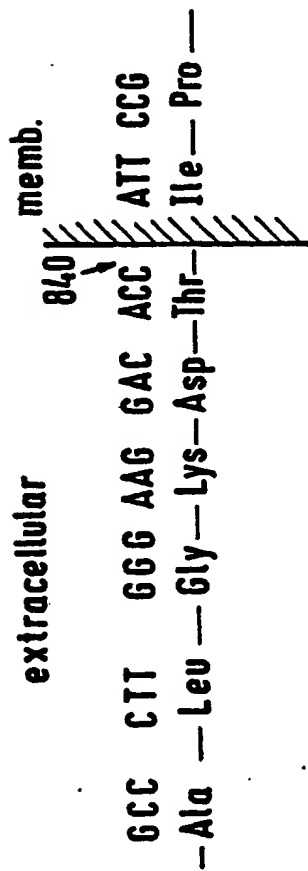 extracellular memb.
840
GCC CTT GGG AAG GAC ACC ATT CCG
—Ala—Leu—Gly—Lys—Asp—Thr—Ile—Pro—